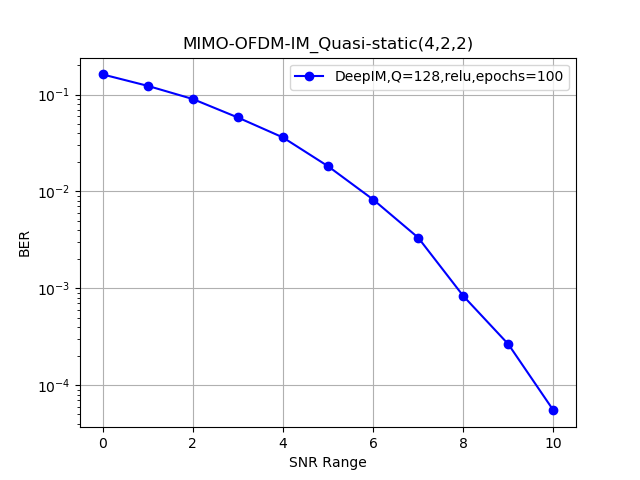 MIMO-OFDM-IM_Quasi-static(4,2,2)
DeepIM,Q=128,relu,epochs=100
10⁻¹
10⁻²
10⁻³
10⁻⁴
BER
0 2 4 6 8 10
SNR Range